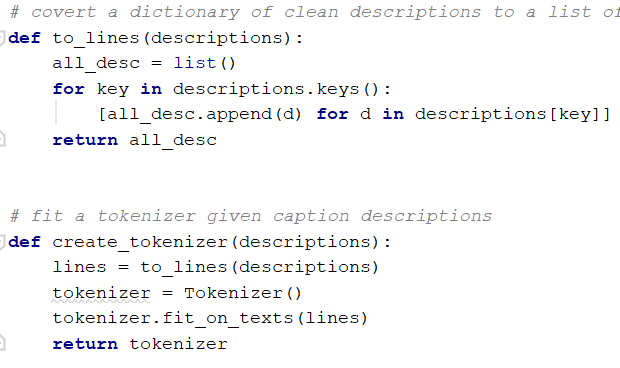 # covert a dictionary of clean descriptions to a list of
def to_lines(descriptions):
    all_desc = list()
    for key in descriptions.keys():
        [all_desc.append(d) for d in descriptions[key]]
    return all_desc
# fit a tokenizer given caption descriptions
def create_tokenizer(descriptions):
    lines = to_lines(descriptions)
    tokenizer = Tokenizer()
    tokenizer.fit_on_texts(lines)
    return tokenizer